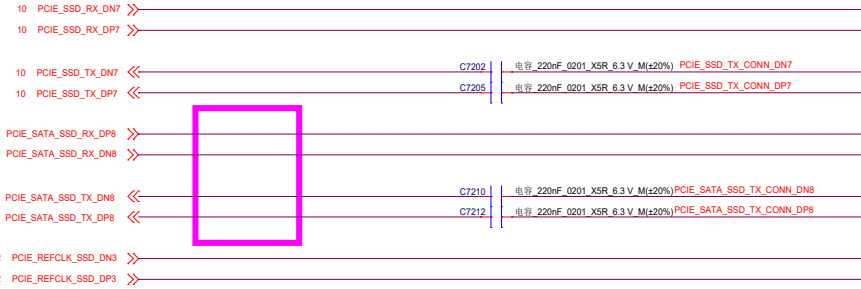 10 PCIE_SSD_RX_DN7
10 PCIE_SSD_RX_DP7
10 PCIE_SSD_TX_DN7 C7202 电容_220nF_0201_X5R_6.3 V_M(±20%) PCIE_SSD_TX_CONN_DN7
10 PCIE_SSD_TX_DP7 C7205 电容_220nF_0201_X5R_6.3 V_M(±20%) PCIE_SSD_TX_CONN_DP7
PCIE_SATA_SSD_RX_DP8
PCIE_SATA_SSD_RX_DN8
PCIE_SATA_SSD_TX_DN8 C7210 电容_220nF_0201_X5R_6.3 V_M(±20%) PCIE_SATA_SSD_TX_CONN_DN8
PCIE_SATA_SSD_TX_DP8 C7212 电容_220nF_0201_X5R_6.3 V_M(±20%) PCIE_SATA_SSD_TX_CONN_DP8
PCIE_REFCLK_SSD_DN3
PCIE_REFCLK_SSD_DP3